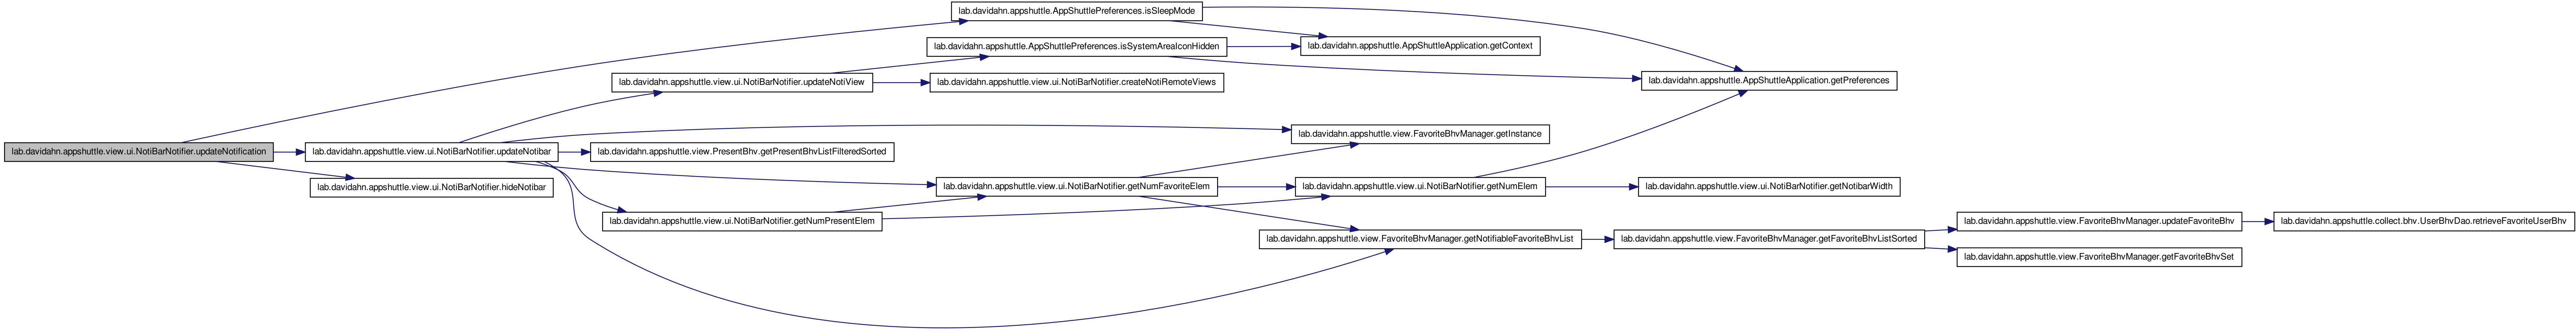 lab.davidahn.appshuttle.AppShuttlePreferences.isSleepMode
lab.davidahn.appshuttle.AppShuttlePreferences.isSystemAreaIconHidden
lab.davidahn.appshuttle.AppShuttleApplication.getContext
lab.davidahn.appshuttle.view.ui.NotiBarNotifier.updateNotiView
lab.davidahn.appshuttle.view.ui.NotiBarNotifier.createNotiRemoteViews
lab.davidahn.appshuttle.AppShuttleApplication.getPreferences
lab.davidahn.appshuttle.view.FavoriteBhvManager.getInstance
lab.davidahn.appshuttle.view.ui.NotiBarNotifier.updateNotification
lab.davidahn.appshuttle.view.ui.NotiBarNotifier.updateNotibar
lab.davidahn.appshuttle.view.PresentBhv.getPresentBhvListFilteredSorted
lab.davidahn.appshuttle.view.ui.NotiBarNotifier.hideNotibar
lab.davidahn.appshuttle.view.ui.NotiBarNotifier.getNumFavoriteElem
lab.davidahn.appshuttle.view.ui.NotiBarNotifier.getNumElem
lab.davidahn.appshuttle.view.ui.NotiBarNotifier.getNotibarWidth
lab.davidahn.appshuttle.view.ui.NotiBarNotifier.getNumPresentElem
lab.davidahn.appshuttle.view.FavoriteBhvManager.updateFavoriteBhv
lab.davidahn.appshuttle.collect.bhv.UserBhvDao.retrieveFavoriteUserBhv
lab.davidahn.appshuttle.view.FavoriteBhvManager.getNotifiableFavoriteBhvList
lab.davidahn.appshuttle.view.FavoriteBhvManager.getFavoriteBhvListSorted
lab.davidahn.appshuttle.view.FavoriteBhvManager.getFavoriteBhvSet